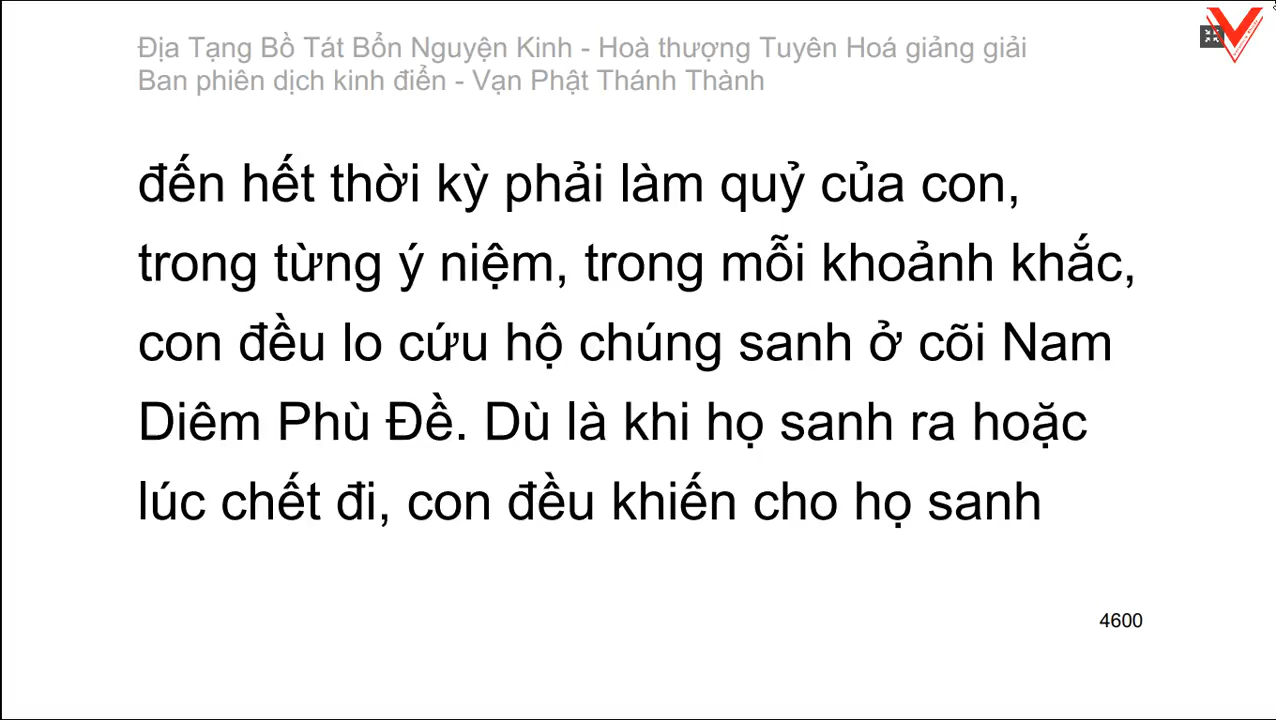 Địa Tạng Bồ Tát Bổn Nguyện Kinh - Hoà thượng Tuyên Hoá giảng giải
Ban phiên dịch kinh điển - Vạn Phật Thánh Thành
đến hết thời kỳ phải làm quỷ của con,
trong từng ý niệm, trong mỗi khoảnh khắc,
con đều lo cứu hộ chúng sanh ở cõi Nam
Diêm Phù Đề. Dù là khi họ sanh ra hoặc
lúc chết đi, con đều khiến cho họ sanh
4600